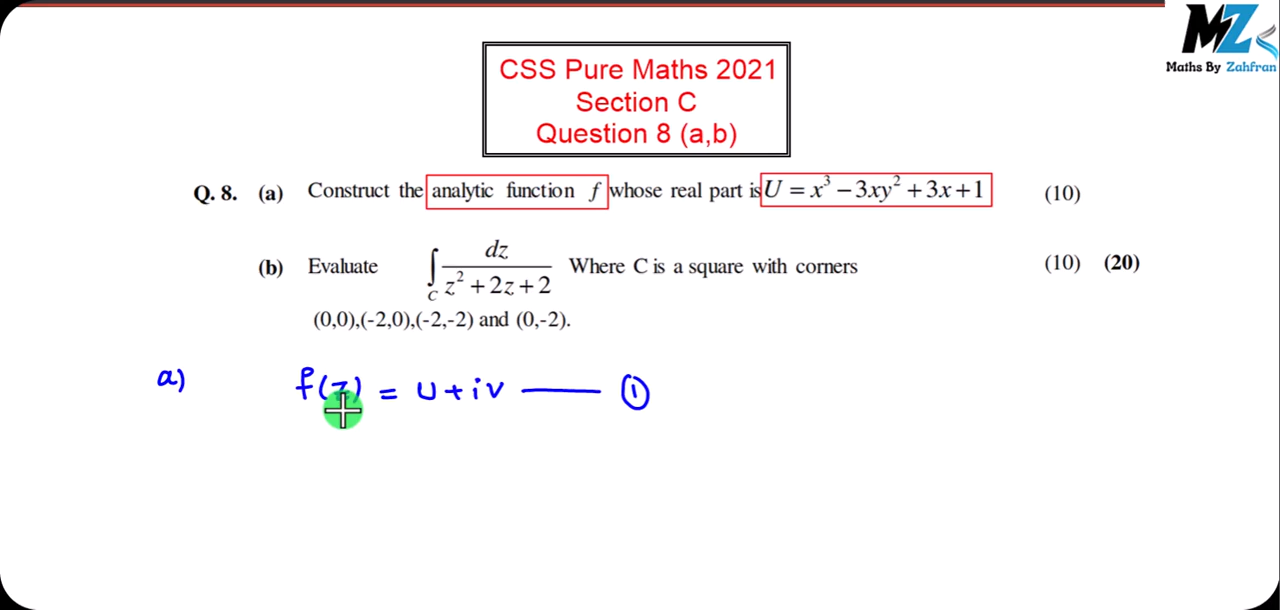 MZ
Maths By Zahfran
CSS Pure Maths 2021
Section C
Question 8 (a,b)
Q. 8. (a) Construct the analytic function f whose real part is U = x³ − 3xy² + 3x + 1 (10)
(b) Evaluate ∫_C dz/(z² + 2z + 2) Where C is a square with corners (10) (20)
(0,0),(-2,0),(-2,-2) and (0,-2).
a) f(z) = U + iV —— ①